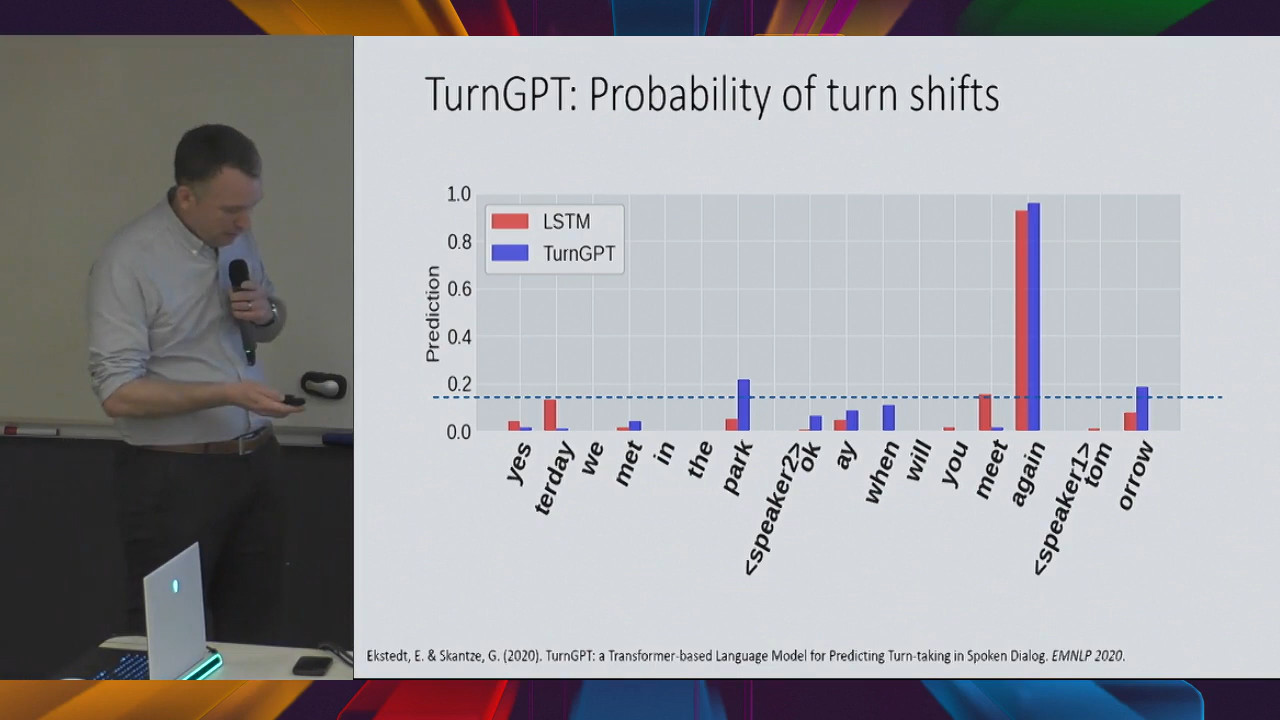 TurnGPT: Probability of turn shifts
1.0
0.8
0.6
0.4
0.2
0.0
Prediction
LSTM
TurnGPT
yes
terday
we
met
in
the
park
<speaker2>
ok
ay
when
will
you
meet
again
<speaker1>
tom
orrow
Ekstedt, E. & Skantze, G. (2020). TurnGPT: a Transformer-based Language Model for Predicting Turn-taking in Spoken Dialog. EMNLP 2020.